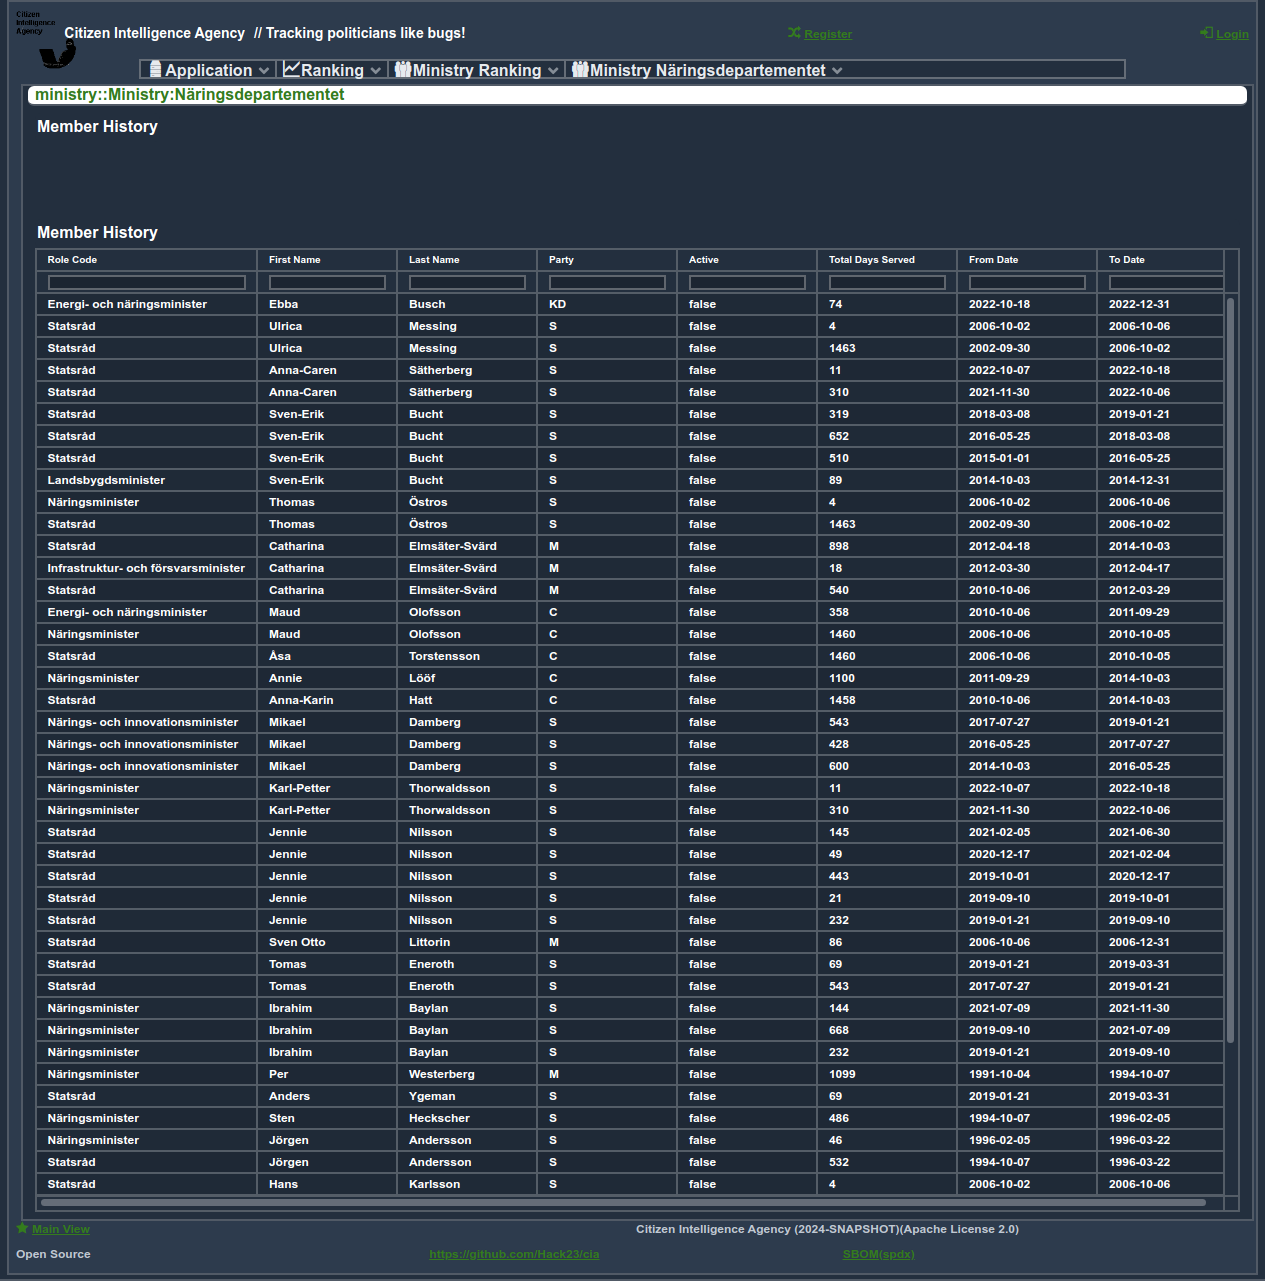 Citizen
Intelligence
Agency
Citizen Intelligence Agency // Tracking politicians like bugs!
Register
Login
Application Ranking Ministry Ranking Ministry Näringsdepartementet
ministry::Ministry:Näringsdepartementet
Member History
Member History
Role Code First Name Last Name Party Active Total Days Served From Date To Date
Energi- och näringsminister Ebba Busch KD false 74 2022-10-18 2022-12-31
Statsråd Ulrica Messing S false 4 2006-10-02 2006-10-06
Statsråd Ulrica Messing S false 1463 2002-09-30 2006-10-02
Statsråd Anna-Caren Sätherberg S false 11 2022-10-07 2022-10-18
Statsråd Anna-Caren Sätherberg S false 310 2021-11-30 2022-10-06
Statsråd Sven-Erik Bucht S false 319 2018-03-08 2019-01-21
Statsråd Sven-Erik Bucht S false 652 2016-05-25 2018-03-08
Statsråd Sven-Erik Bucht S false 510 2015-01-01 2016-05-25
Landsbygdsminister Sven-Erik Bucht S false 89 2014-10-03 2014-12-31
Näringsminister Thomas Östros S false 4 2006-10-02 2006-10-06
Statsråd Thomas Östros S false 1463 2002-09-30 2006-10-02
Statsråd Catharina Elmsäter-Svärd M false 898 2012-04-18 2014-10-03
Infrastruktur- och försvarsminister Catharina Elmsäter-Svärd M false 18 2012-03-30 2012-04-17
Statsråd Catharina Elmsäter-Svärd M false 540 2010-10-06 2012-03-29
Energi- och näringsminister Maud Olofsson C false 358 2010-10-06 2011-09-29
Näringsminister Maud Olofsson C false 1460 2006-10-06 2010-10-05
Statsråd Åsa Torstensson C false 1460 2006-10-06 2010-10-05
Näringsminister Annie Lööf C false 1100 2011-09-29 2014-10-03
Statsråd Anna-Karin Hatt C false 1458 2010-10-06 2014-10-03
Närings- och innovationsminister Mikael Damberg S false 543 2017-07-27 2019-01-21
Närings- och innovationsminister Mikael Damberg S false 428 2016-05-25 2017-07-27
Närings- och innovationsminister Mikael Damberg S false 600 2014-10-03 2016-05-25
Näringsminister Karl-Petter Thorwaldsson S false 11 2022-10-07 2022-10-18
Näringsminister Karl-Petter Thorwaldsson S false 310 2021-11-30 2022-10-06
Statsråd Jennie Nilsson S false 145 2021-02-05 2021-06-30
Statsråd Jennie Nilsson S false 49 2020-12-17 2021-02-04
Statsråd Jennie Nilsson S false 443 2019-10-01 2020-12-17
Statsråd Jennie Nilsson S false 21 2019-09-10 2019-10-01
Statsråd Jennie Nilsson S false 232 2019-01-21 2019-09-10
Statsråd Sven Otto Littorin M false 86 2006-10-06 2006-12-31
Statsråd Tomas Eneroth S false 69 2019-01-21 2019-03-31
Statsråd Tomas Eneroth S false 543 2017-07-27 2019-01-21
Näringsminister Ibrahim Baylan S false 144 2021-07-09 2021-11-30
Näringsminister Ibrahim Baylan S false 668 2019-09-10 2021-07-09
Näringsminister Ibrahim Baylan S false 232 2019-01-21 2019-09-10
Näringsminister Per Westerberg M false 1099 1991-10-04 1994-10-07
Statsråd Anders Ygeman S false 69 2019-01-21 2019-03-31
Näringsminister Sten Heckscher S false 486 1994-10-07 1996-02-05
Näringsminister Jörgen Andersson S false 46 1996-02-05 1996-03-22
Statsråd Jörgen Andersson S false 532 1994-10-07 1996-03-22
Statsråd Hans Karlsson S false 4 2006-10-02 2006-10-06
Main View Citizen Intelligence Agency (2024-SNAPSHOT)(Apache License 2.0)
Open Source https://github.com/Hack23/cia SBOM(spdx)